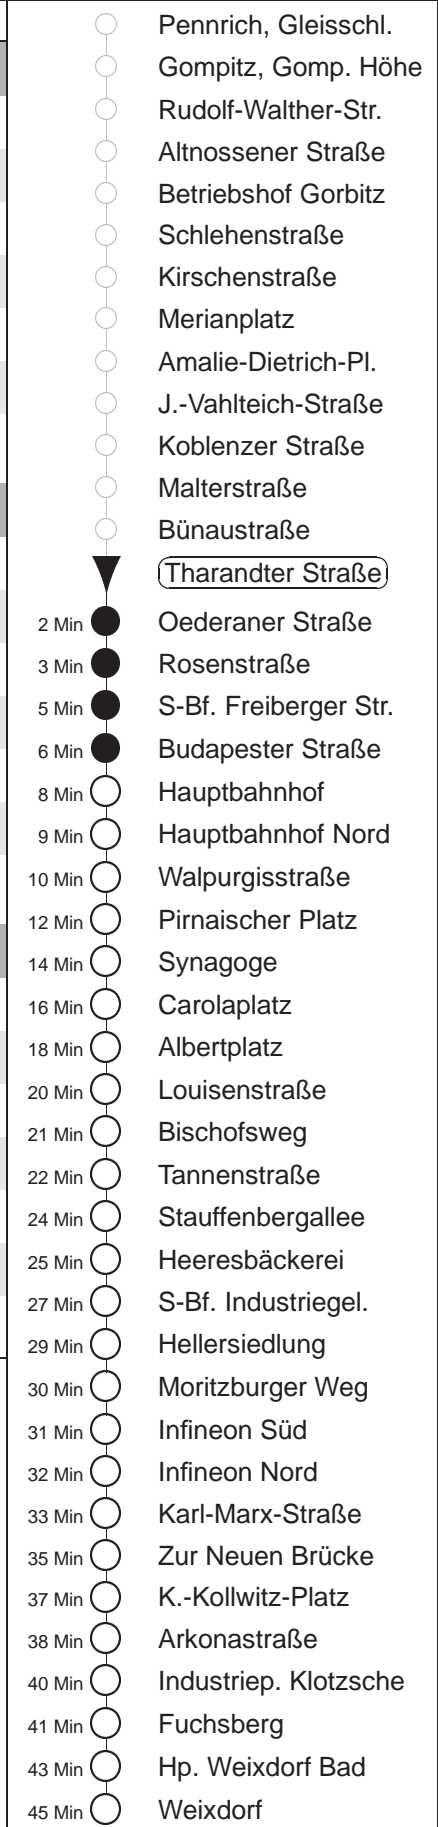 Pennrich, Gleisschl.
Gompitz, Gomp. Höhe
Rudolf-Walther-Str.
Altnossener Straße
Betriebshof Gorbitz
Schlehenstraße
Kirschenstraße
Merianplatz
Amalie-Dietrich-Pl.
J.-Vahlteich-Straße
Koblenzer Straße
Malterstraße
Bünaustraße
Tharandter Straße
2 Min Oederaner Straße
3 Min Rosenstraße
5 Min S-Bf. Freiberger Str.
6 Min Budapester Straße
8 Min Hauptbahnhof
9 Min Hauptbahnhof Nord
10 Min Walpurgisstraße
12 Min Pirnaischer Platz
14 Min Synagoge
16 Min Carolaplatz
18 Min Albertplatz
20 Min Louisenstraße
21 Min Bischofsweg
22 Min Tannenstraße
24 Min Stauffenbergallee
25 Min Heeresbäckerei
27 Min S-Bf. Industriegel.
29 Min Hellersiedlung
30 Min Moritzburger Weg
31 Min Infineon Süd
32 Min Infineon Nord
33 Min Karl-Marx-Straße
35 Min Zur Neuen Brücke
37 Min K.-Kollwitz-Platz
38 Min Arkonastraße
40 Min Industriep. Klotzsche
41 Min Fuchsberg
43 Min Hp. Weixdorf Bad
45 Min Weixdorf